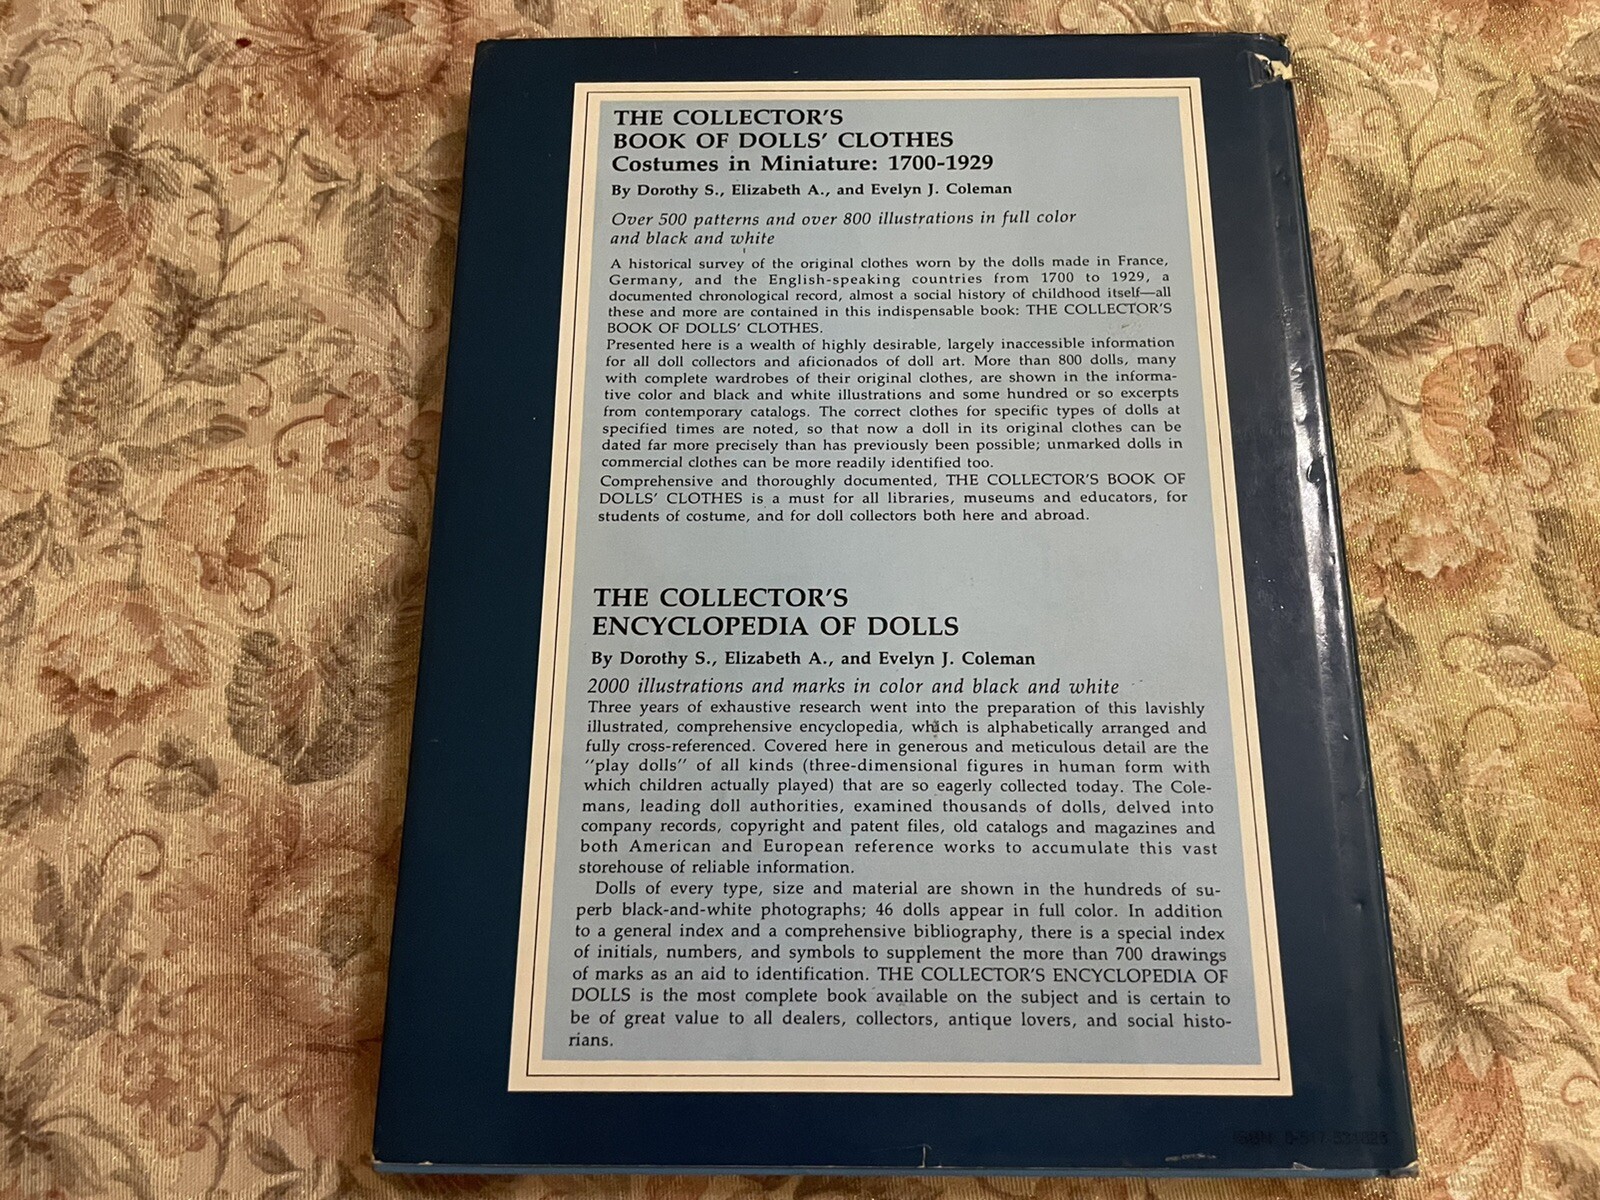 THE COLLECTOR'S
BOOK OF DOLLS' CLOTHES
Costumes in Miniature: 1700-1929
By Dorothy S., Elizabeth A., and Evelyn J. Coleman
Over 500 patterns and over 800 illustrations in full color
and black and white
A historical survey of the original clothes worn by the dolls made in France,
Germany, and the English-speaking countries from 1700 to 1929, a
documented chronological record, almost a social history of childhood itself—all
these and more are contained in this indispensable book: THE COLLECTOR'S
BOOK OF DOLLS' CLOTHES.
Presented here is a wealth of highly desirable, largely inaccessible information
for all doll collectors and aficionados of doll art. More than 800 dolls, many
with complete wardrobes of their original clothes, are shown in the informa-
tive color and black and white illustrations and some hundred or so excerpts
from contemporary catalogs. The correct clothes for specific types of dolls at
specified times are noted, so that now a doll in its original clothes can be
dated far more precisely than has previously been possible; unmarked dolls in
commercial clothes can be more readily identified too.
Comprehensive and thoroughly documented, THE COLLECTOR'S BOOK OF
DOLLS' CLOTHES is a must for all libraries, museums and educators, for
students of costume, and for doll collectors both here and abroad.
THE COLLECTOR'S
ENCYCLOPEDIA OF DOLLS
By Dorothy S., Elizabeth A., and Evelyn J. Coleman
2000 illustrations and marks in color and black and white
Three years of exhaustive research went into the preparation of this lavishly
illustrated, comprehensive encyclopedia, which is alphabetically arranged and
fully cross-referenced. Covered here in generous and meticulous detail are the
"play dolls" of all kinds (three-dimensional figures in human form with
which children actually played) that are so eagerly collected today. The Cole-
mans, leading doll authorities, examined thousands of dolls, delved into
company records, copyright and patent files, old catalogs and magazines and
both American and European reference works to accumulate this vast
storehouse of reliable information.
Dolls of every type, size and material are shown in the hundreds of su-
perb black-and-white photographs; 46 dolls appear in full color. In addition
to a general index and a comprehensive bibliography, there is a special index
of initials, numbers, and symbols to supplement the more than 700 drawings
of marks as an aid to identification. THE COLLECTOR'S ENCYCLOPEDIA OF
DOLLS is the most complete book available on the subject and is certain to
be of great value to all dealers, collectors, antique lovers, and social histo-
rians.
ISBN